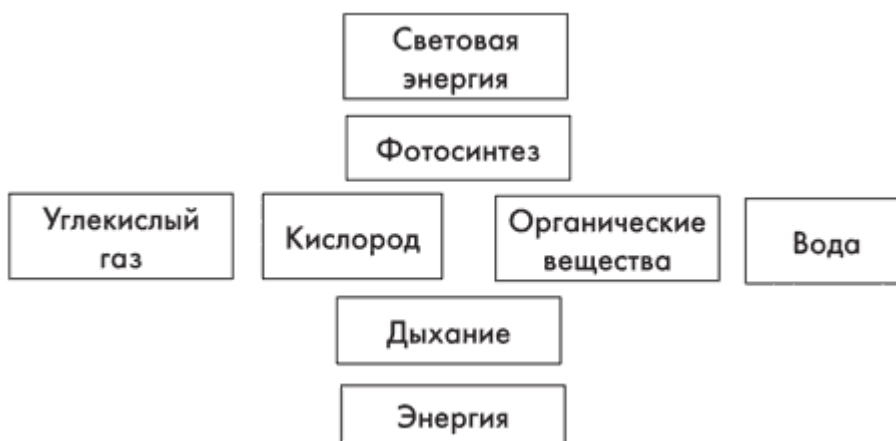 Световая
энергия
Фотосинтез
Углекислый
газ
Кислород
Органические
вещества
Вода
Дыхание
Энергия